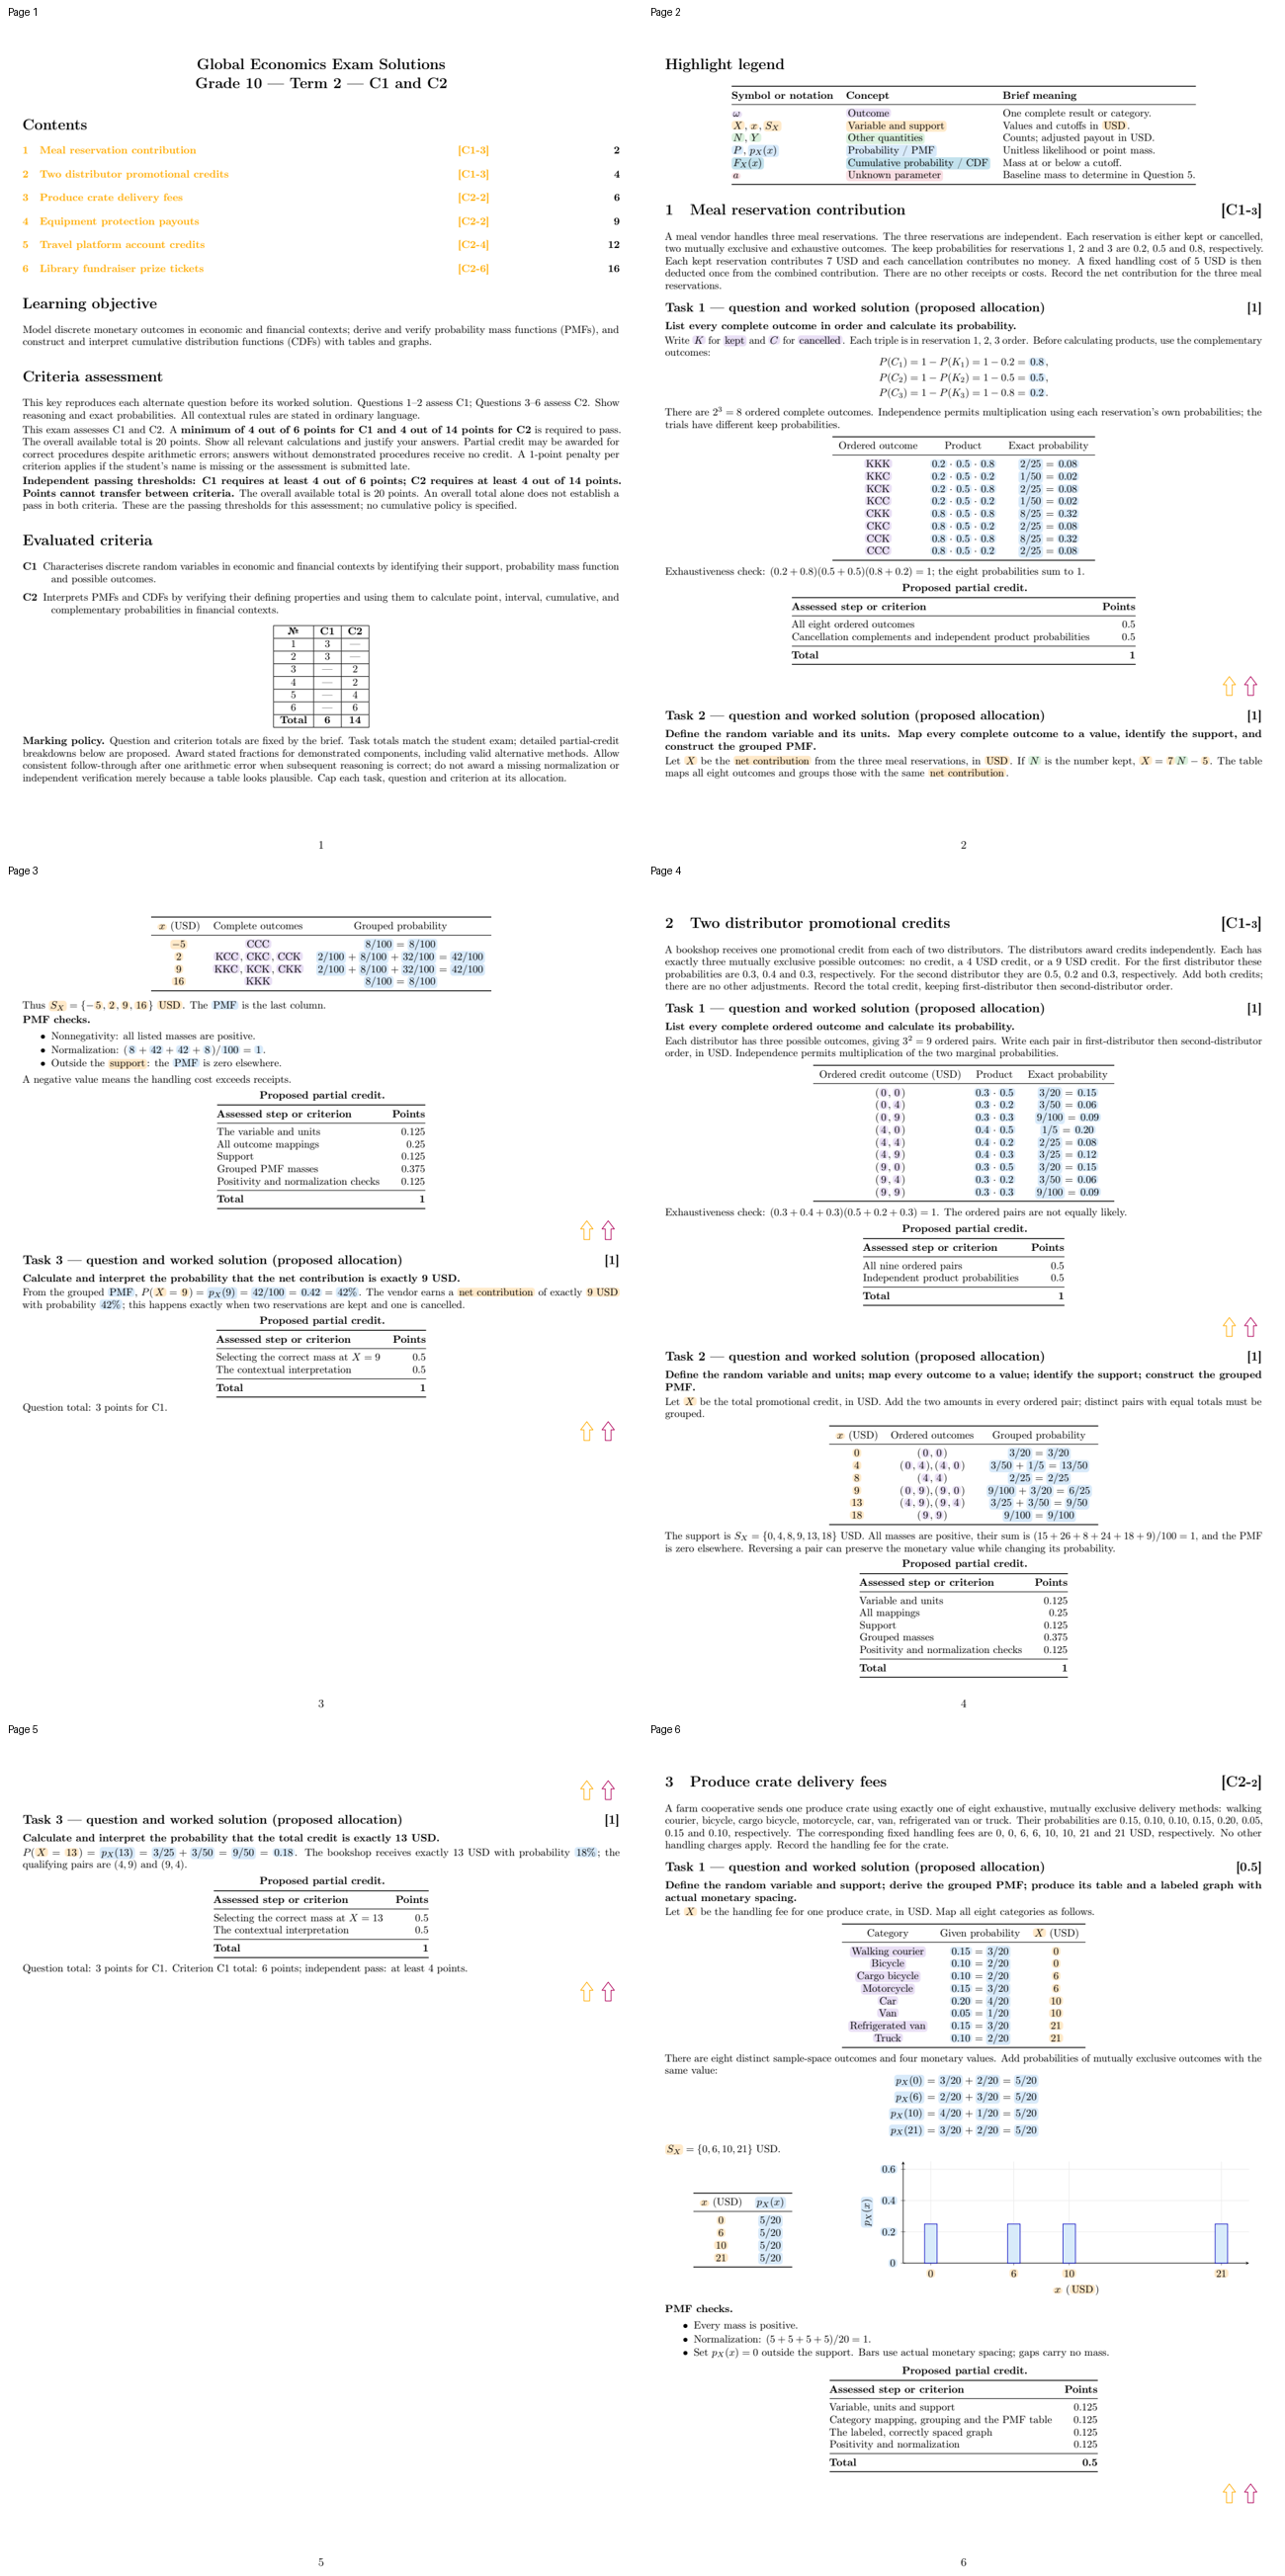 Page 1
Global Economics Exam Solutions
Grade 10 — Term 2 — C1 and C2
Contents
1 Meal reservation contribution [C1-3] 2
2 Two distributor promotional credits [C1-3] 4
3 Produce crate delivery fees [C2-2] 6
4 Equipment protection payouts [C2-2] 9
5 Travel platform account credits [C2-4] 12
6 Library fundraiser prize tickets [C2-6] 16
Learning objective
Model discrete monetary outcomes in economic and financial contexts; derive and verify probability mass functions (PMFs), and
construct and interpret cumulative distribution functions (CDFs) with tables and graphs.
Criteria assessment
This key reproduces each alternate question before its worked solution. Questions 1–2 assess C1; Questions 3–6 assess C2. Show
reasoning and exact probabilities. All contextual rules are stated in ordinary language.
This exam assesses C1 and C2. A minimum of 4 out of 6 points for C1 and 4 out of 14 points for C2 is required to pass.
The overall available total is 20 points. Show all relevant calculations and justify your answers. Partial credit may be awarded for
correct procedures despite arithmetic errors; answers without demonstrated procedures receive no credit. A 1-point penalty per
criterion applies if the student's name is missing or the assessment is submitted late.
Independent passing thresholds: C1 requires at least 4 out of 6 points; C2 requires at least 4 out of 14 points.
Points cannot transfer between criteria. The overall available total is 20 points. An overall total alone does not establish a
pass in both criteria. These are the passing thresholds for this assessment; no cumulative policy is specified.
Evaluated criteria
C1 Characterises discrete random variables in economic and financial contexts by identifying their support, probability mass function
and possible outcomes.
C2 Interprets PMFs and CDFs by verifying their defining properties and using them to calculate point, interval, cumulative, and
complementary probabilities in financial contexts.
№ C1 C2
1 3 —
2 3 —
3 — 2
4 — 2
5 — 4
6 — 6
Total 6 14
Marking policy. Question and criterion totals are fixed by the brief. Task totals match the student exam; detailed partial-credit
breakdowns below are proposed. Award stated fractions for demonstrated components, including valid alternative methods. Allow
consistent follow-through after one arithmetic error when subsequent reasoning is correct; do not award a missing normalization or
independent verification merely because a table looks plausible. Cap each task, question and criterion at its allocation.
1
Page 2
Highlight legend
Symbol or notation Concept Brief meaning
ω Outcome One complete result or category.
X, x, S_X Variable and support Values and cutoffs in USD.
N, Y Other quantities Counts; adjusted payout in USD.
P, p_X(x) Probability / PMF Unitless likelihood or point mass.
F_X(x) Cumulative probability / CDF Mass at or below a cutoff.
a Unknown parameter Baseline mass to determine in Question 5.
1 Meal reservation contribution [C1-3]
A meal vendor handles three meal reservations. The three reservations are independent. Each reservation is either kept or cancelled,
two mutually exclusive and exhaustive outcomes. The keep probabilities for reservations 1, 2 and 3 are 0.2, 0.5 and 0.8, respectively.
Each kept reservation contributes 7 USD and each cancellation contributes no money. A fixed handling cost of 5 USD is then
deducted once from the combined contribution. There are no other receipts or costs. Record the net contribution for the three meal
reservations.
Task 1 — question and worked solution (proposed allocation) [1]
List every complete outcome in order and calculate its probability.
Write K for kept and C for cancelled. Each triple is in reservation 1, 2, 3 order. Before calculating products, use the complementary
outcomes:
P(C₁) = 1 − P(K₁) = 1 − 0.2 = 0.8,
P(C₂) = 1 − P(K₂) = 1 − 0.5 = 0.5,
P(C₃) = 1 − P(K₃) = 1 − 0.8 = 0.2.
There are 2³ = 8 ordered complete outcomes. Independence permits multiplication using each reservation's own probabilities; the
trials have different keep probabilities.
Ordered outcome Product Exact probability
KKK 0.2 · 0.5 · 0.8 2/25 = 0.08
KKC 0.2 · 0.5 · 0.2 1/50 = 0.02
KCK 0.2 · 0.5 · 0.8 2/25 = 0.08
KCC 0.2 · 0.5 · 0.2 1/50 = 0.02
CKK 0.8 · 0.5 · 0.8 8/25 = 0.32
CKC 0.8 · 0.5 · 0.2 2/25 = 0.08
CCK 0.8 · 0.5 · 0.8 8/25 = 0.32
CCC 0.8 · 0.5 · 0.2 2/25 = 0.08
Exhaustiveness check: (0.2 + 0.8)(0.5 + 0.5)(0.8 + 0.2) = 1; the eight probabilities sum to 1.
Proposed partial credit.
Assessed step or criterion Points
All eight ordered outcomes 0.5
Cancellation complements and independent product probabilities 0.5
Total 1
Task 2 — question and worked solution (proposed allocation) [1]
Define the random variable and its units. Map every complete outcome to a value, identify the support, and
construct the grouped PMF.
Let X be the net contribution from the three meal reservations, in USD. If N is the number kept, X = 7N − 5. The table
maps all eight outcomes and groups those with the same net contribution.
2
Page 3
x (USD) Complete outcomes Grouped probability
−5 CCC 8/100 = 8/100
2 KCC, CKC, CCK 2/100 + 8/100 + 32/100 = 42/100
9 KKC, KCK, CKK 2/100 + 8/100 + 32/100 = 42/100
16 KKK 8/100 = 8/100
Thus S_X = {−5, 2, 9, 16} USD. The PMF is the last column.
PMF checks.
• Nonnegativity: all listed masses are positive.
• Normalization: (8 + 42 + 42 + 8)/100 = 1.
• Outside the support: the PMF is zero elsewhere.
A negative value means the handling cost exceeds receipts.
Proposed partial credit.
Assessed step or criterion Points
The variable and units 0.125
All outcome mappings 0.25
Support 0.125
Grouped PMF masses 0.375
Positivity and normalization checks 0.125
Total 1
Task 3 — question and worked solution (proposed allocation) [1]
Calculate and interpret the probability that the net contribution is exactly 9 USD.
From the grouped PMF, P(X = 9) = p_X(9) = 42/100 = 0.42 = 42%. The vendor earns a net contribution of exactly 9 USD
with probability 42%; this happens exactly when two reservations are kept and one is cancelled.
Proposed partial credit.
Assessed step or criterion Points
Selecting the correct mass at X = 9 0.5
The contextual interpretation 0.5
Total 1
Question total: 3 points for C1.
3
Page 4
2 Two distributor promotional credits [C1-3]
A bookshop receives one promotional credit from each of two distributors. The distributors award credits independently. Each has
exactly three mutually exclusive possible outcomes: no credit, a 4 USD credit, or a 9 USD credit. For the first distributor these
probabilities are 0.3, 0.4 and 0.3, respectively. For the second distributor they are 0.5, 0.2 and 0.3, respectively. Add both credits;
there are no other adjustments. Record the total credit, keeping first-distributor then second-distributor order.
Task 1 — question and worked solution (proposed allocation) [1]
List every complete ordered outcome and calculate its probability.
Each distributor has three possible outcomes, giving 3² = 9 ordered pairs. Write each pair in first-distributor then second-distributor
order, in USD. Independence permits multiplication of the two marginal probabilities.
Ordered credit outcome (USD) Product Exact probability
(0, 0) 0.3 · 0.5 3/20 = 0.15
(0, 4) 0.3 · 0.2 3/50 = 0.06
(0, 9) 0.3 · 0.3 9/100 = 0.09
(4, 0) 0.4 · 0.5 1/5 = 0.20
(4, 4) 0.4 · 0.2 2/25 = 0.08
(4, 9) 0.4 · 0.3 3/25 = 0.12
(9, 0) 0.3 · 0.5 3/20 = 0.15
(9, 4) 0.3 · 0.2 3/50 = 0.06
(9, 9) 0.3 · 0.3 9/100 = 0.09
Exhaustiveness check: (0.3 + 0.4 + 0.3)(0.5 + 0.2 + 0.3) = 1. The ordered pairs are not equally likely.
Proposed partial credit.
Assessed step or criterion Points
All nine ordered pairs 0.5
Independent product probabilities 0.5
Total 1
Task 2 — question and worked solution (proposed allocation) [1]
Define the random variable and units; map every outcome to a value; identify the support; construct the grouped
PMF.
Let X be the total promotional credit, in USD. Add the two amounts in every ordered pair; distinct pairs with equal totals must be
grouped.
x (USD) Ordered outcomes Grouped probability
0 (0, 0) 3/20 = 3/20
4 (0, 4), (4, 0) 3/50 + 1/5 = 13/50
8 (4, 4) 2/25 = 2/25
9 (0, 9), (9, 0) 9/100 + 3/20 = 6/25
13 (4, 9), (9, 4) 3/25 + 3/50 = 9/50
18 (9, 9) 9/100 = 9/100
The support is S_X = {0, 4, 8, 9, 13, 18} USD. All masses are positive, their sum is (15 + 26 + 8 + 24 + 18 + 9)/100 = 1, and the PMF
is zero elsewhere. Reversing a pair can preserve the monetary value while changing its probability.
Proposed partial credit.
Assessed step or criterion Points
Variable and units 0.125
All mappings 0.25
Support 0.125
Grouped masses 0.375
Positivity and normalization checks 0.125
Total 1
4
Page 5
Task 3 — question and worked solution (proposed allocation) [1]
Calculate and interpret the probability that the total credit is exactly 13 USD.
P(X = 13) = p_X(13) = 3/25 + 3/50 = 9/50 = 0.18. The bookshop receives exactly 13 USD with probability 18%; the
qualifying pairs are (4, 9) and (9, 4).
Proposed partial credit.
Assessed step or criterion Points
Selecting the correct mass at X = 13 0.5
The contextual interpretation 0.5
Total 1
Question total: 3 points for C1. Criterion C1 total: 6 points; independent pass: at least 4 points.
5
Page 6
3 Produce crate delivery fees [C2-2]
A farm cooperative sends one produce crate using exactly one of eight exhaustive, mutually exclusive delivery methods: walking
courier, bicycle, cargo bicycle, motorcycle, car, van, refrigerated van or truck. Their probabilities are 0.15, 0.10, 0.10, 0.15, 0.20, 0.05,
0.15 and 0.10, respectively. The corresponding fixed handling fees are 0, 0, 6, 6, 10, 10, 21 and 21 USD, respectively. No other
handling charges apply. Record the handling fee for the crate.
Task 1 — question and worked solution (proposed allocation) [0.5]
Define the random variable and support; derive the grouped PMF; produce its table and a labeled graph with
actual monetary spacing.
Let X be the handling fee for one produce crate, in USD. Map all eight categories as follows.
Category Given probability X (USD)
Walking courier 0.15 = 3/20 0
Bicycle 0.10 = 2/20 0
Cargo bicycle 0.10 = 2/20 6
Motorcycle 0.15 = 3/20 6
Car 0.20 = 4/20 10
Van 0.05 = 1/20 10
Refrigerated van 0.15 = 3/20 21
Truck 0.10 = 2/20 21
There are eight distinct sample-space outcomes and four monetary values. Add probabilities of mutually exclusive outcomes with the
same value:
p_X(0) = 3/20 + 2/20 = 5/20
p_X(6) = 2/20 + 3/20 = 5/20
p_X(10) = 4/20 + 1/20 = 5/20
p_X(21) = 3/20 + 2/20 = 5/20
S_X = {0, 6, 10, 21} USD.
x (USD) p_X(x)
0 5/20
6 5/20
10 5/20
21 5/20
p_X(x)
0.6
0.4
0.2
0
0 6 10 21
x (USD)
PMF checks.
• Every mass is positive.
• Normalization: (5 + 5 + 5 + 5)/20 = 1.
• Set p_X(x) = 0 outside the support. Bars use actual monetary spacing; gaps carry no mass.
Proposed partial credit.
Assessed step or criterion Points
Variable, units and support 0.125
Category mapping, grouping and the PMF table 0.125
The labeled, correctly spaced graph 0.125
Positivity and normalization 0.125
Total 0.5
6